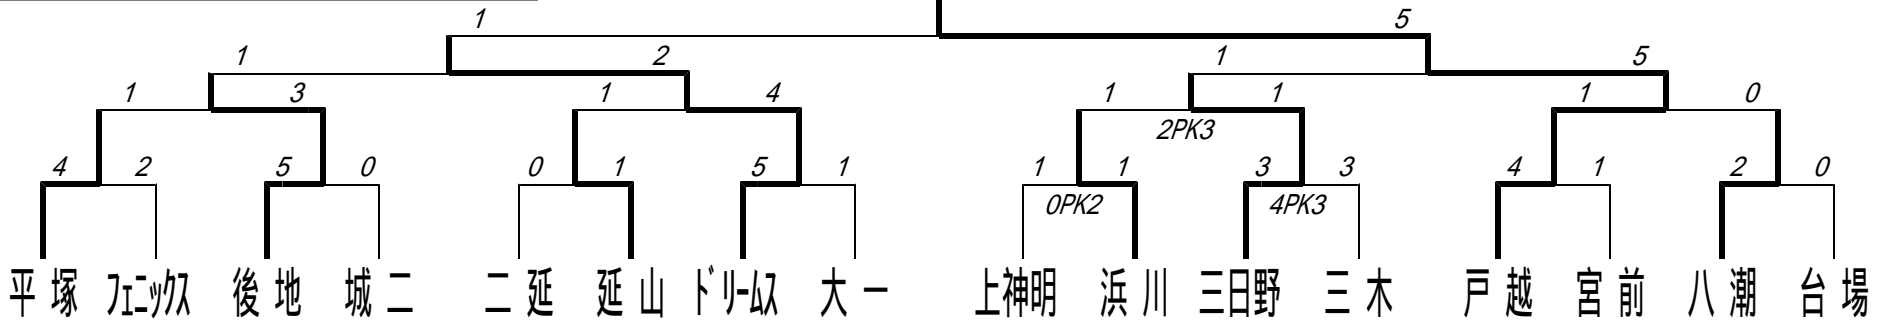 1 5
1 2 1 5
1 3 1 4 1 1 1 0
2PK3
4 2 5 0 0 1 5 1 1 1 3 3 4 1 2 0
0PK2 4PK3
平塚 フェニックス 後地 城二 二延 延山 ドリームス 大一 上神明 浜川 三日野 三木 戸越 宮前 八潮 台場